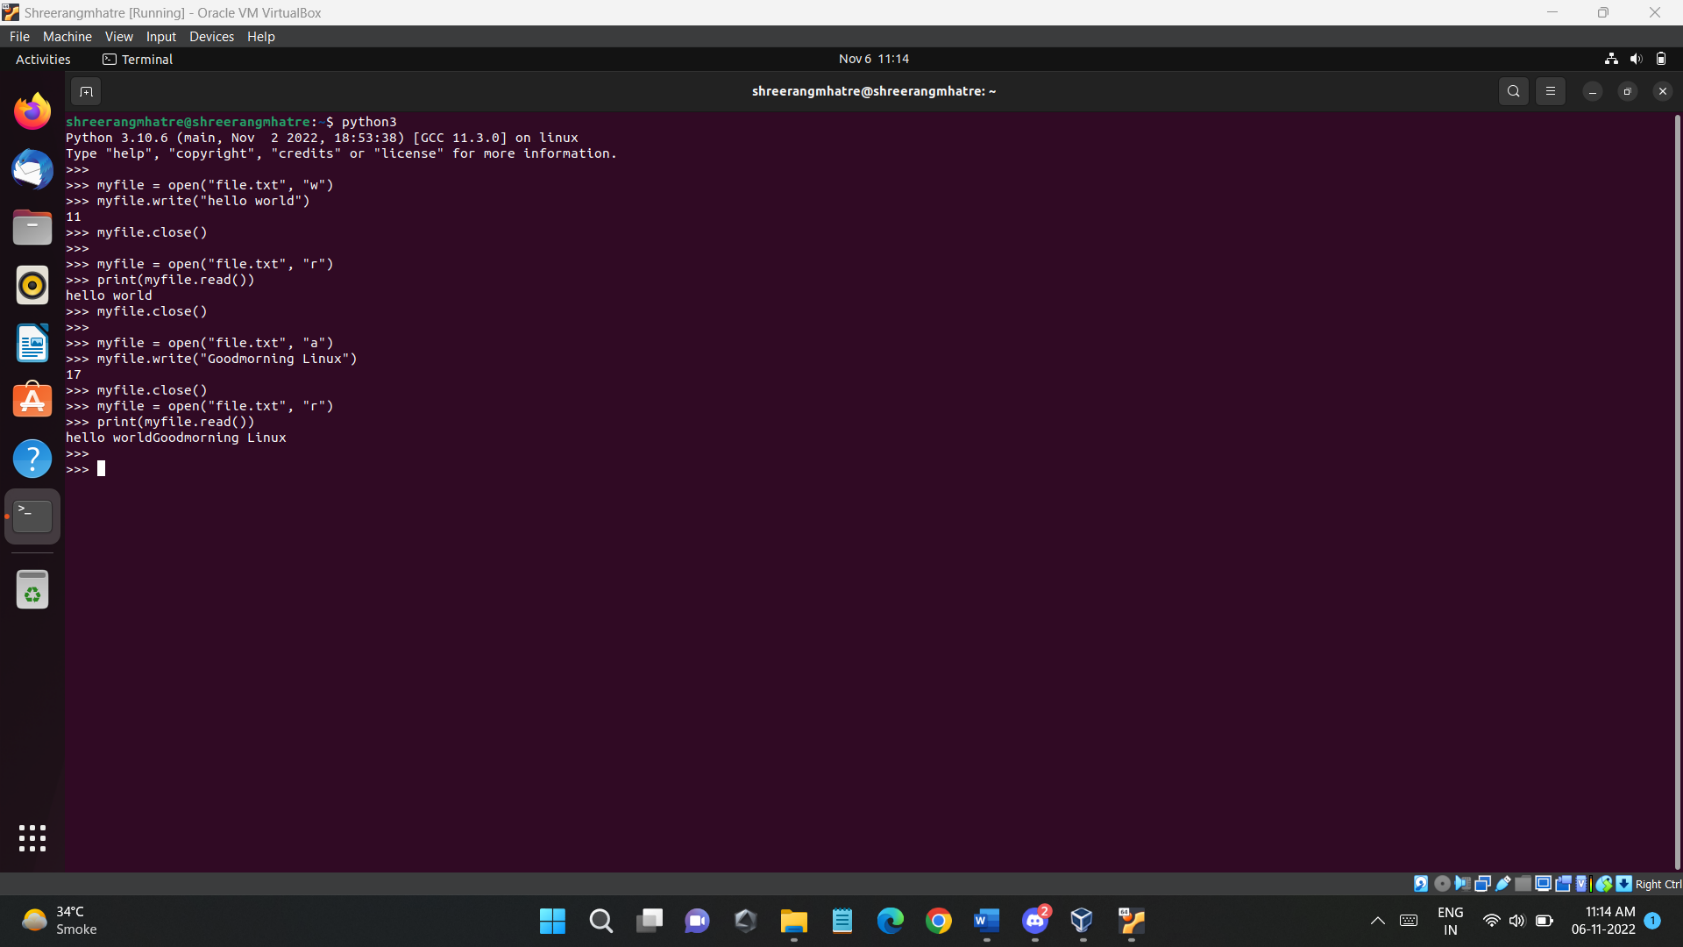 Shreerangmhatre [Running] - Oracle VM VirtualBox
File Machine View Input Devices Help
Activities Terminal Nov 6 11:14
shreerangmhatre@shreerangmhatre: ~
shreerangmhatre@shreerangmhatre:~$ python3
Python 3.10.6 (main, Nov  2 2022, 18:53:38) [GCC 11.3.0] on linux
Type "help", "copyright", "credits" or "license" for more information.
>>>
>>> myfile = open("file.txt", "w")
>>> myfile.write("hello world")
11
>>> myfile.close()
>>>
>>> myfile = open("file.txt", "r")
>>> print(myfile.read())
hello world
>>> myfile.close()
>>>
>>> myfile = open("file.txt", "a")
>>> myfile.write("Goodmorning Linux")
17
>>> myfile.close()
>>> myfile = open("file.txt", "r")
>>> print(myfile.read())
hello worldGoodmorning Linux
>>>
>>>
Right Ctrl
34°C
Smoke
2
ENG
IN
11:14 AM
06-11-2022
1